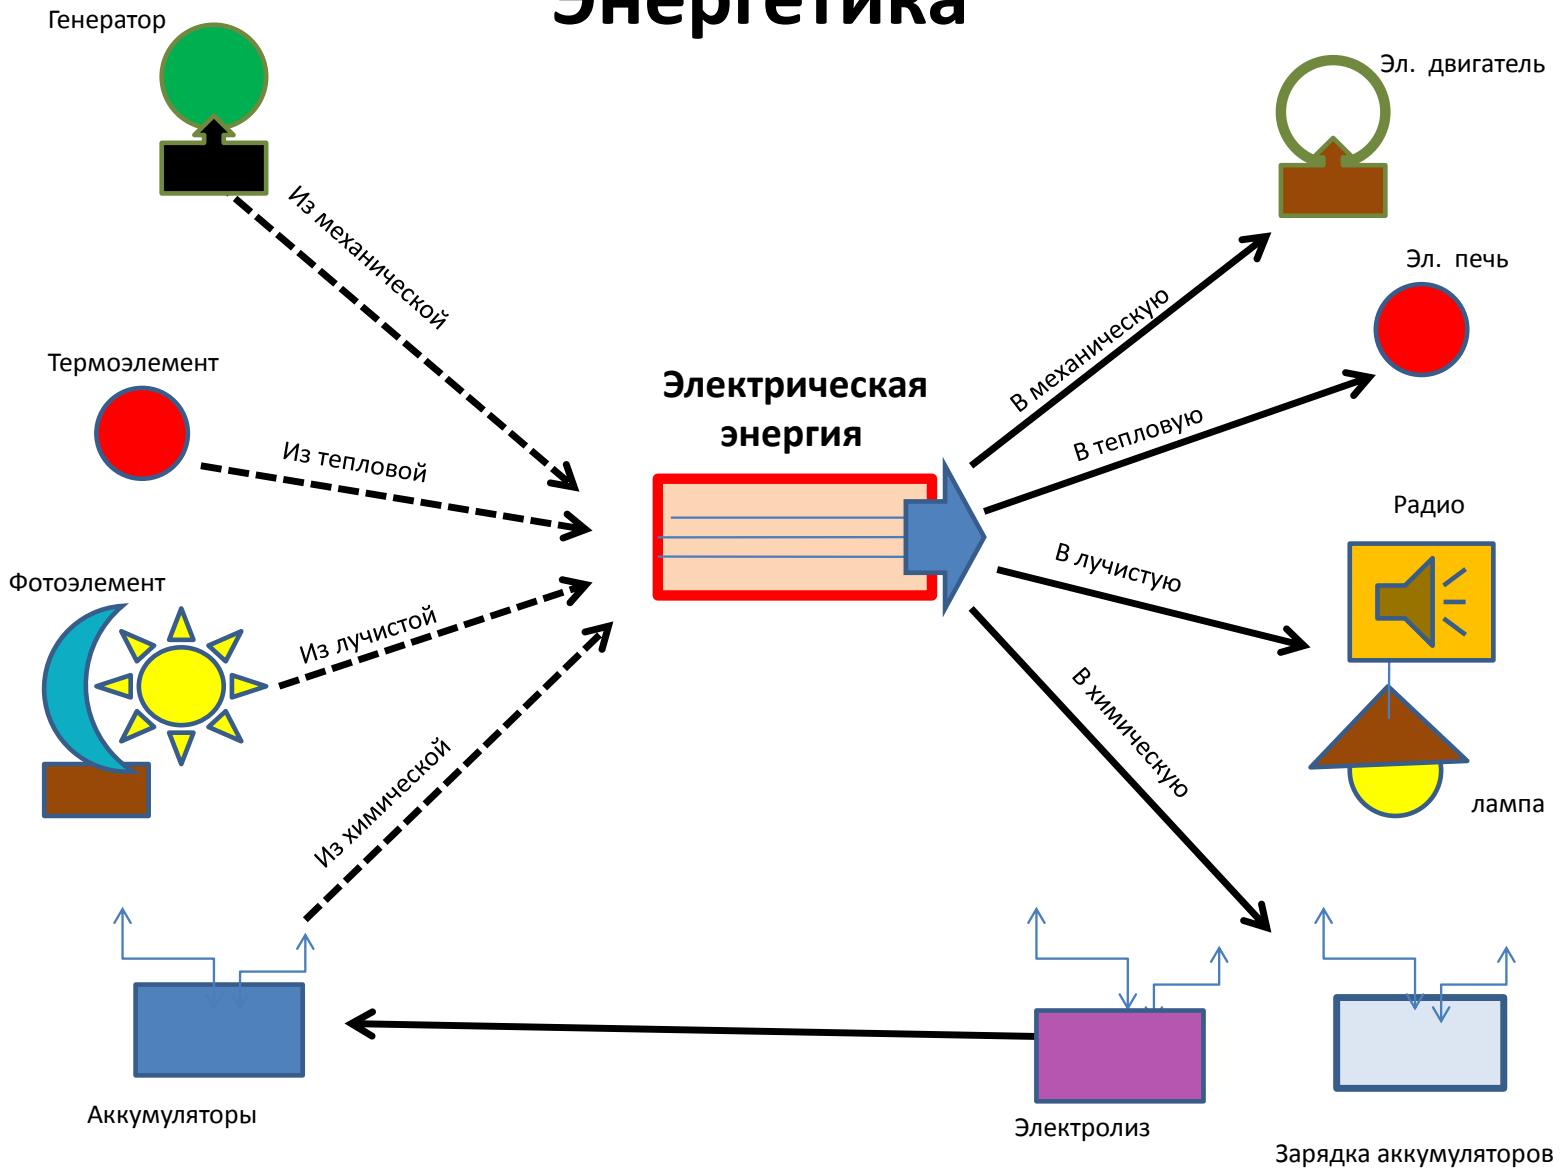 Энергетика
Генератор
Эл. двигатель
Из механической
В механическую
Эл. печь
Термоэлемент
Из тепловой
Электрическая
энергия
В тепловую
Радио
Фотоэлемент
Из лучистой
В лучистую
лампа
Из химической
В химическую
Аккумуляторы
Электролиз
Зарядка аккумуляторов